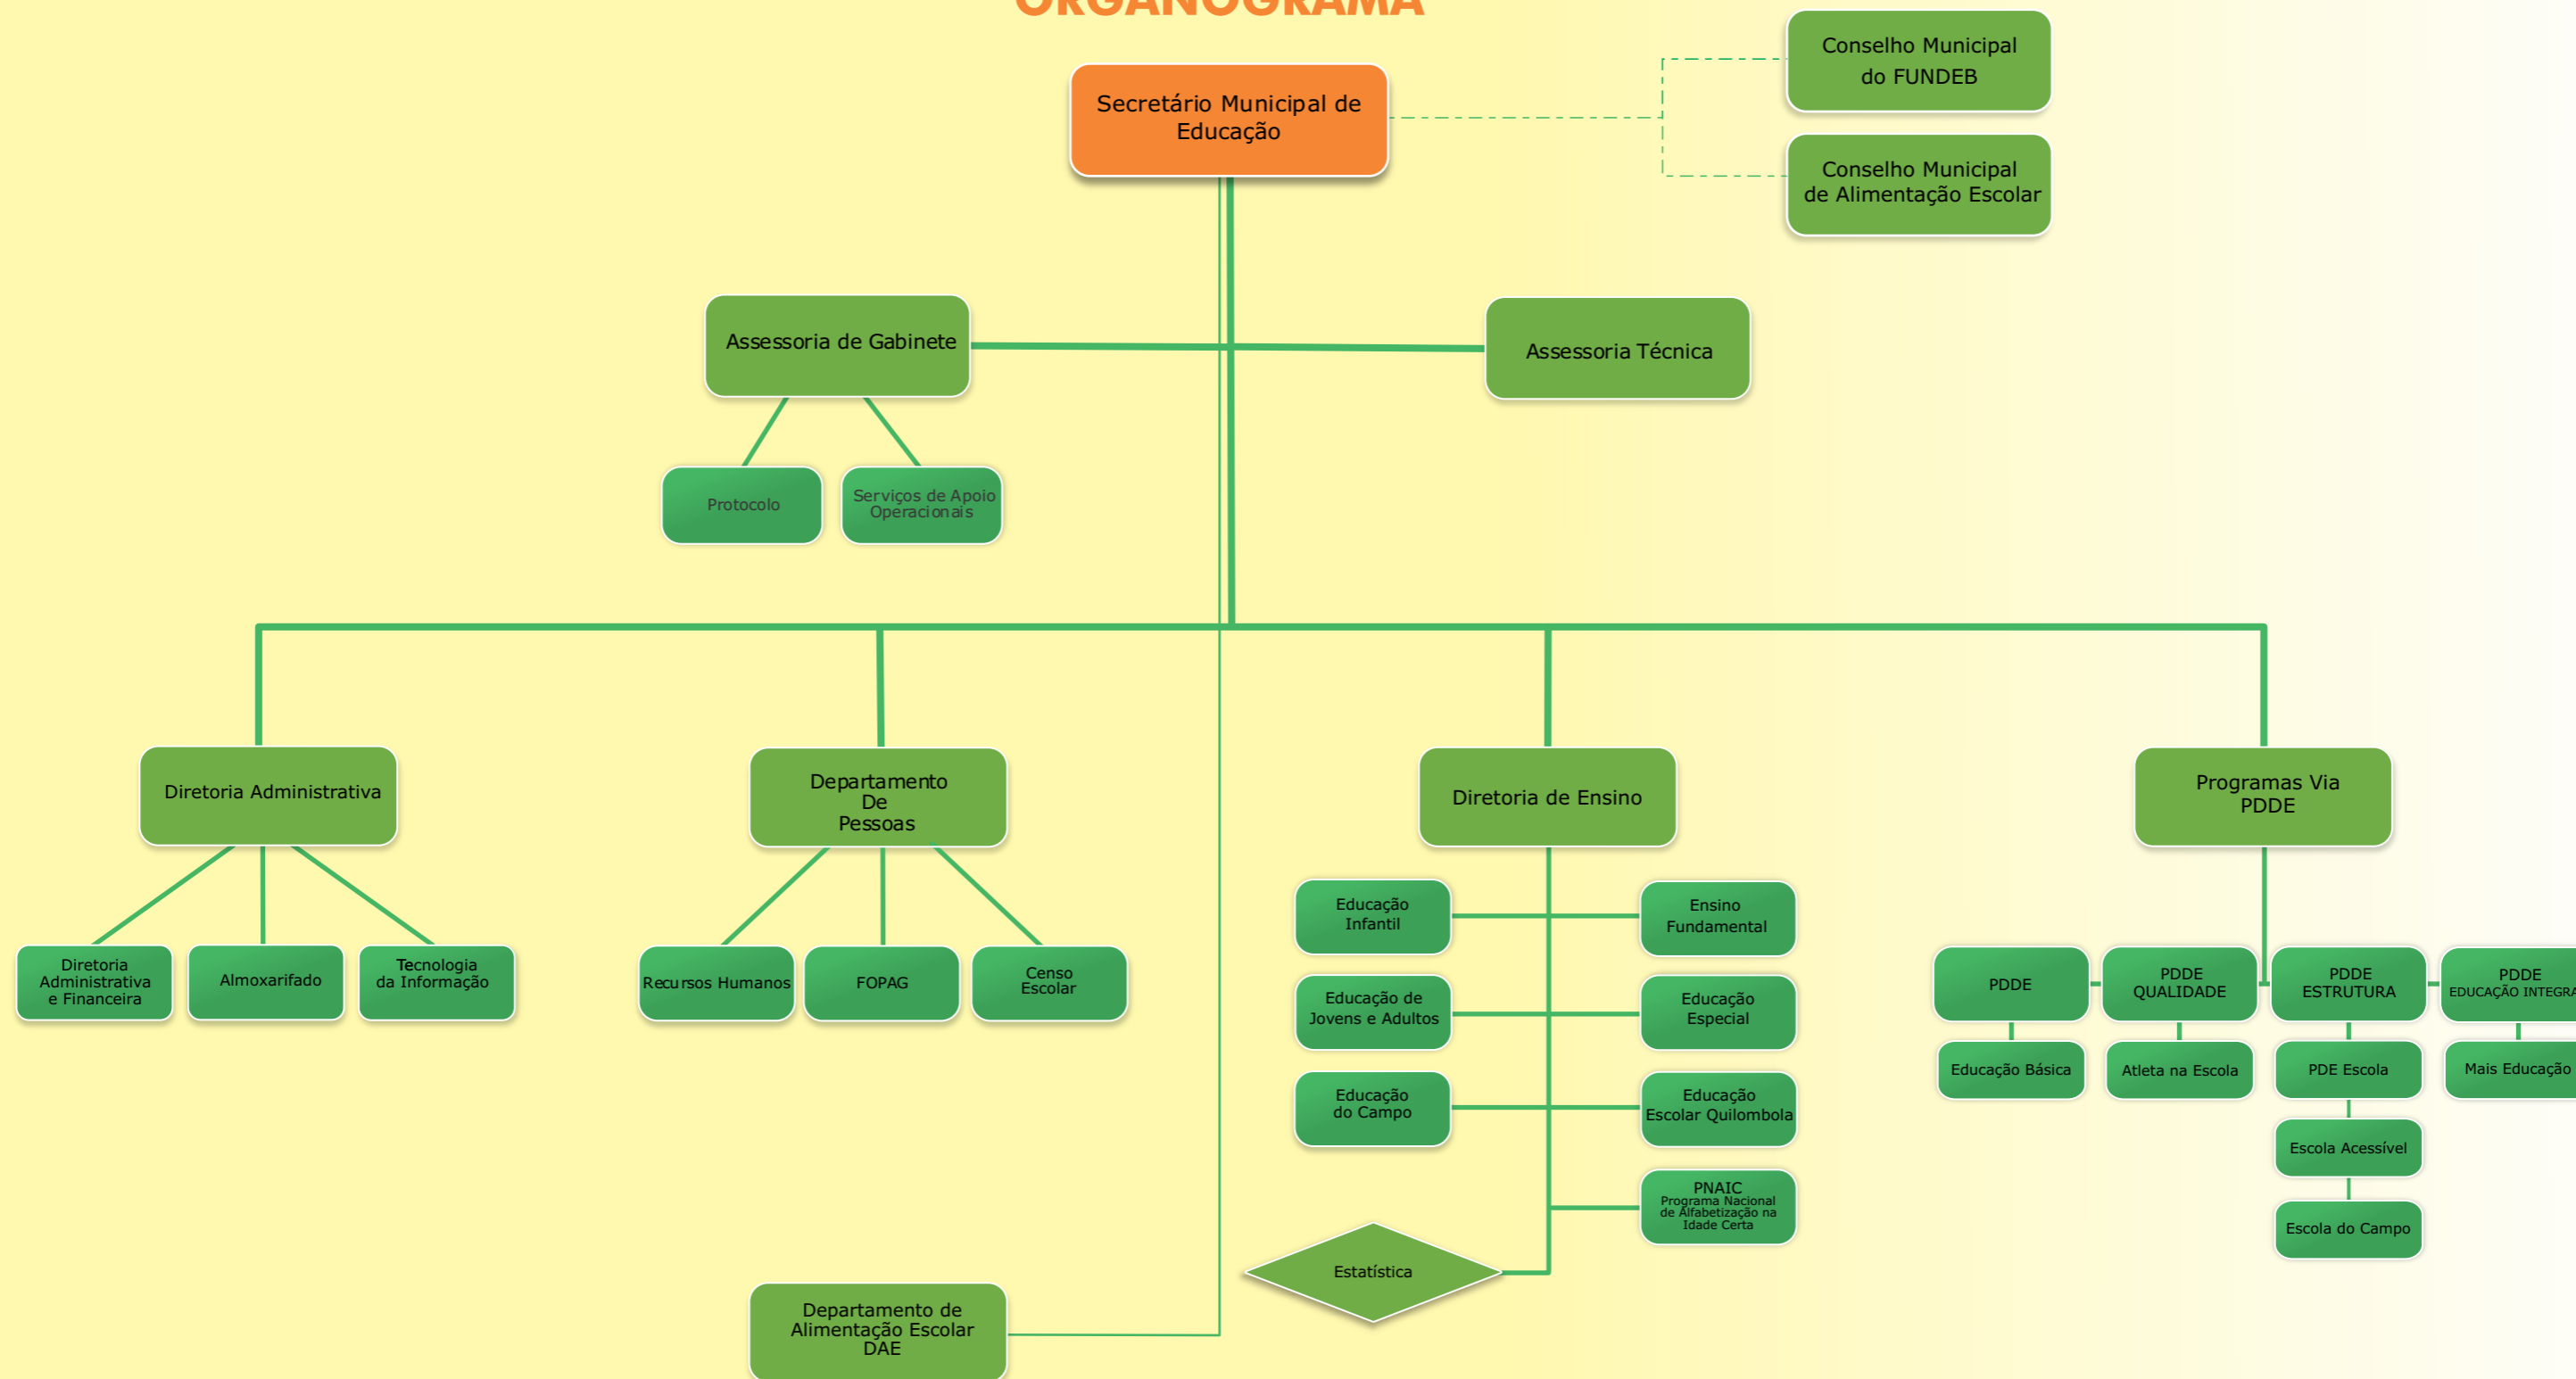 ORGANOGRAMA
Conselho Municipal
do FUNDEB
Secretário Municipal de
Educação
Conselho Municipal
de Alimentação Escolar
Assessoria de Gabinete
Assessoria Técnica
Protocolo
Serviços de Apoio
Operacionais
Diretoria Administrativa
Departamento
De
Pessoas
Diretoria de Ensino
Programas Via
PDDE
Diretoria
Administrativa
e Financeira
Almoxarifado
Tecnologia
da Informação
Recursos Humanos
FOPAG
Censo
Escolar
Educação
Infantil
Ensino
Fundamental
Educação de
Jovens e Adultos
Educação
Especial
Educação
do Campo
Educação
Escolar Quilombola
PNAIC
Programa Nacional
de Alfabetização na
Idade Certa
Estatística
PDDE
PDDE
QUALIDADE
PDDE
ESTRUTURA
PDDE
EDUCAÇÃO INTEGRA
Educação Básica
Atleta na Escola
PDE Escola
Mais Educação
Escola Acessível
Escola do Campo
Departamento de
Alimentação Escolar
DAE